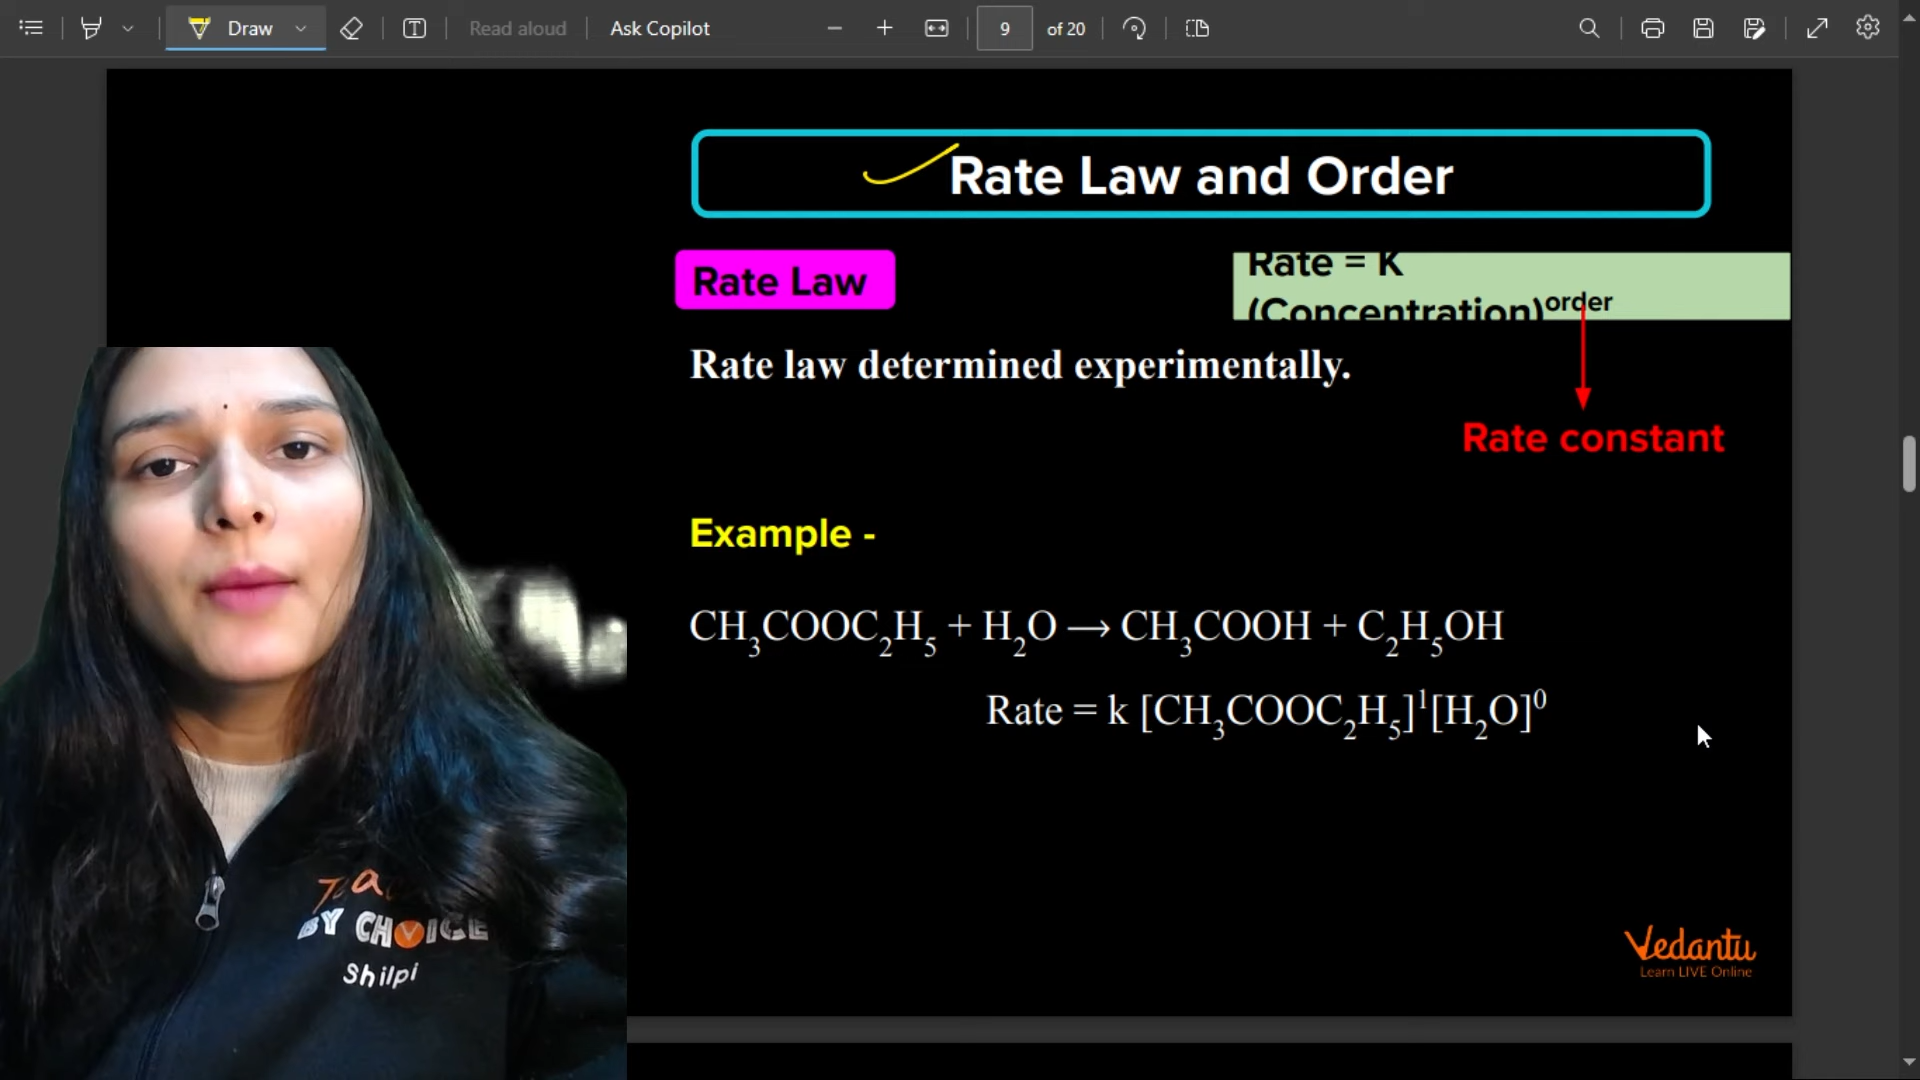 Draw
Read aloud
Ask Copilot
9
of 20
Rate Law and Order
Rate Law
Rate = K
(Concentration)^order
Rate law determined experimentally.
Rate constant
Example -
CH₃COOC₂H₅ + H₂O ⟶ CH₃COOH + C₂H₅OH
Rate = k [CH₃COOC₂H₅]¹[H₂O]⁰
BY CHOICE
Shilpi
Vedantu
Learn LIVE Online